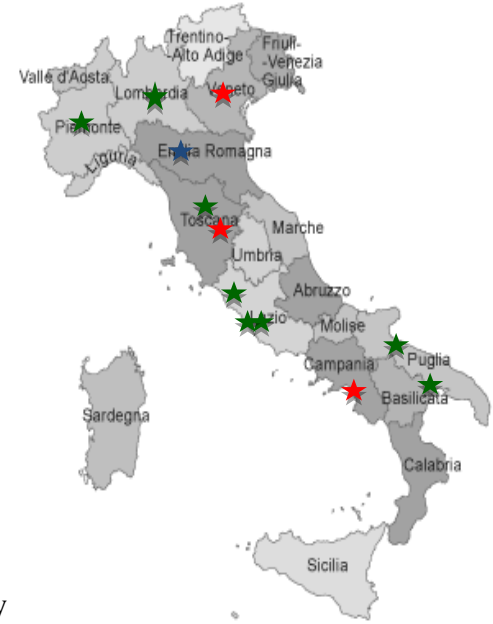 Trentino-
-Alto Adige
Friuli-
-Venezia
Giulia
Valle d'Aosta
Lombardia
Veneto
Piemonte
Liguria
Emilia Romagna
Toscana
Marche
Umbria
Abruzzo
Lazio
Molise
Campania
Puglia
Basilicata
Sardegna
Calabria
Sicilia
y